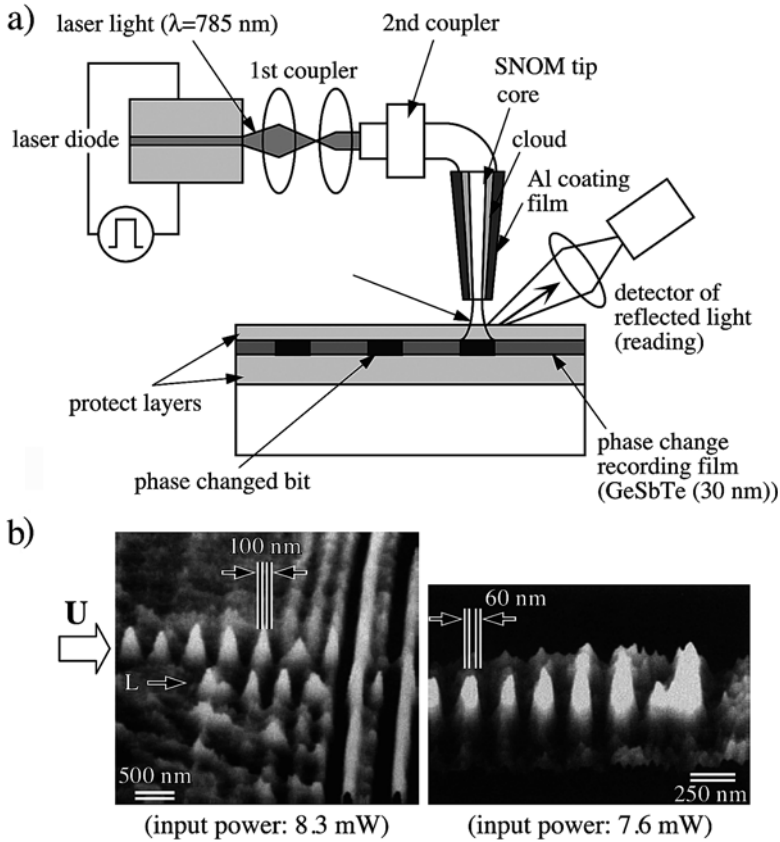 a)
laser light (λ=785 nm)
2nd coupler
1st coupler
SNOM tip
core
laser diode
cloud
Al coating
film
detector of
reflected light
(reading)
protect layers
phase changed bit
phase change
recording film
(GeSbTe (30 nm))
b)
100 nm
60 nm
U
L
500 nm
250 nm
(input power: 8.3 mW)
(input power: 7.6 mW)